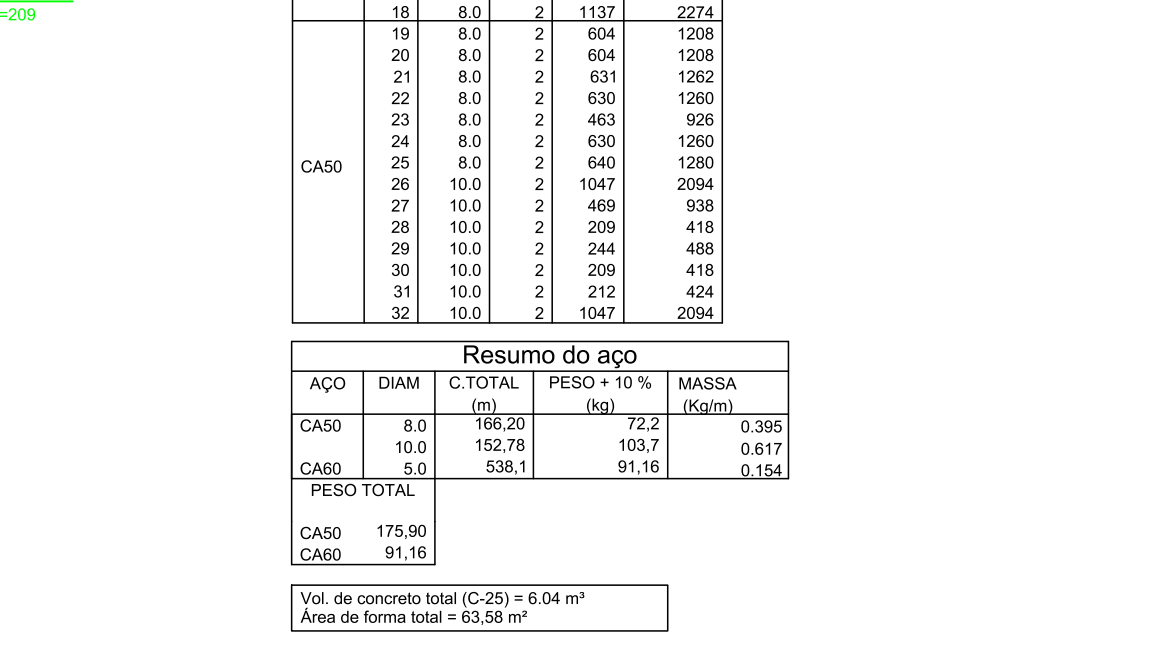 =209
18 8.0 2 1137 2274
19 8.0 2 604 1208
20 8.0 2 604 1208
21 8.0 2 631 1262
22 8.0 2 630 1260
23 8.0 2 463 926
24 8.0 2 630 1260
CA50 25 8.0 2 640 1280
26 10.0 2 1047 2094
27 10.0 2 469 938
28 10.0 2 209 418
29 10.0 2 244 488
30 10.0 2 209 418
31 10.0 2 212 424
32 10.0 2 1047 2094
Resumo do aço
AÇO DIAM C.TOTAL PESO + 10 % MASSA
(m) (kg) (Kg/m)
CA50 8.0 166,20 72,2 0.395
10.0 152,78 103,7 0.617
CA60 5.0 538,1 91,16 0.154
PESO TOTAL
CA50 175,90
CA60 91,16
Vol. de concreto total (C-25) = 6.04 m³
Área de forma total = 63,58 m²